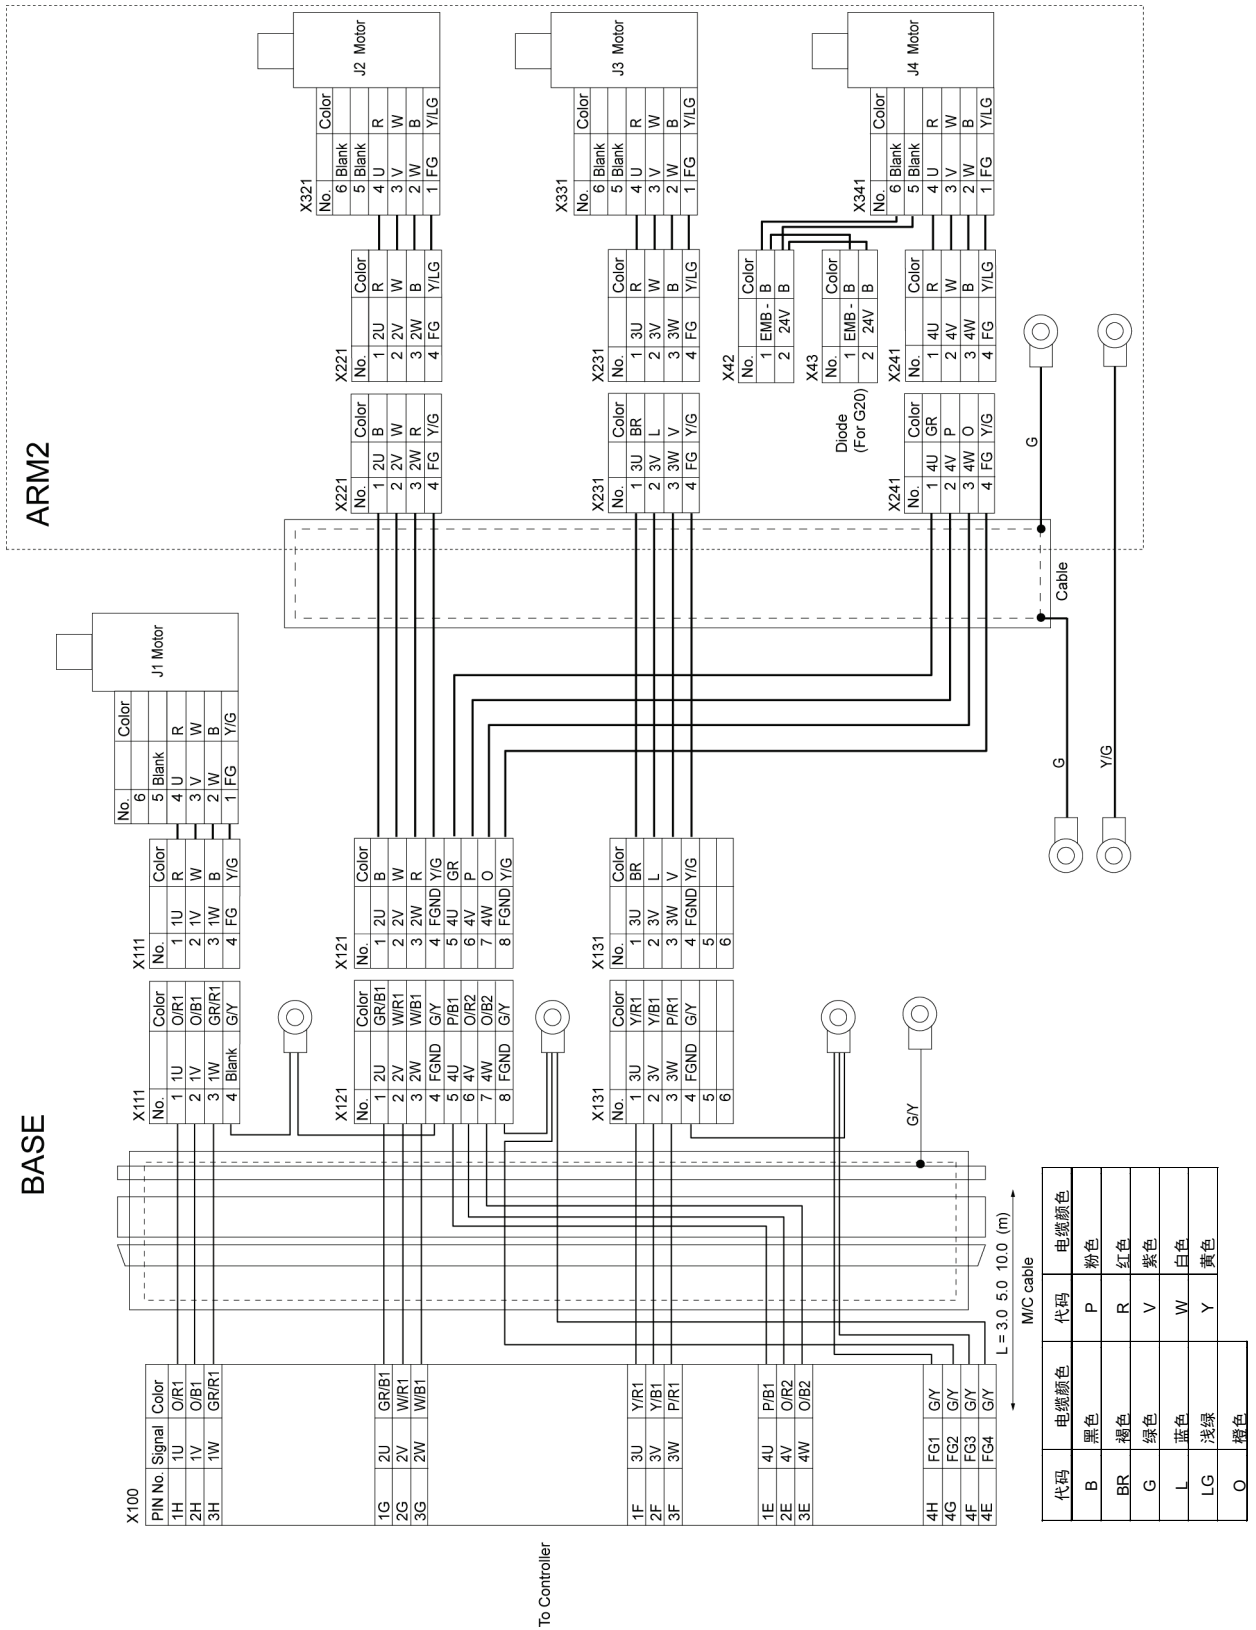 BASE
ARM2
To Controller
X100
PIN No. Signal Color
1H 1U O/R1
2H 1V O/B1
3H 1W GR/R1
1G 2U GR/B1
2G 2V W/R1
3G 2W W/B1
1F 3U Y/R1
2F 3V Y/B1
3F 3W P/R1
1E 4U P/B1
2E 4V O/R2
3E 4W O/B2
4H FG1 G/Y
4G FG2 G/Y
4F FG3 G/Y
4E FG4 G/Y
L = 3.0 5.0 10.0 (m)
M/C cable
G/Y
X111
No. Color
1 1U O/R1
2 1V O/B1
3 1W GR/R1
4 Blank G/Y
X121
No. Color
1 2U GR/B1
2 2V W/R1
3 2W W/B1
4 FGND G/Y
5 4U P/B1
6 4V O/R2
7 4W O/B2
8 FGND G/Y
X131
No. Color
1 3U Y/R1
2 3V Y/B1
3 3W P/R1
4 FGND G/Y
5
6
X111
No. Color
1 1U R
2 1V W
3 1W B
4 FG Y/G
X121
No. Color
1 2U B
2 2V W
3 2W R
4 FGND Y/G
5 4U GR
6 4V P
7 4W O
8 FGND Y/G
X131
No. Color
1 3U BR
2 3V L
3 3W V
4 FGND Y/G
5
6
No. Color
6
5 Blank
4 U R
3 V W
2 W B
1 FG Y/G
J1 Motor
G
Y/G
Cable
G
X221
No. Color
1 2U B
2 2V W
3 2W R
4 FG Y/G
X231
No. Color
1 3U BR
2 3V L
3 3W V
4 FG Y/G
X241
No. Color
1 4U GR
2 4V P
3 4W O
4 FG Y/G
Diode
(For G20)
X221
No. Color
1 2U R
2 2V W
3 2W B
4 FG Y/LG
X231
No. Color
1 3U R
2 3V W
3 3W B
4 FG Y/LG
X42
No. Color
1 EMB - B
2 24V B
X43
No. Color
1 EMB - B
2 24V B
X241
No. Color
1 4U R
2 4V W
3 4W B
4 FG Y/LG
X321
No. Color
6 Blank
5 Blank
4 U R
3 V W
2 W B
1 FG Y/LG
J2 Motor
X331
No. Color
6 Blank
5 Blank
4 U R
3 V W
2 W B
1 FG Y/LG
J3 Motor
X341
No. Color
6 Blank
5 Blank
4 U R
3 V W
2 W B
1 FG Y/LG
J4 Motor
代码 电缆颜色 代码 电缆颜色
B 黑色 P 粉色
BR 褐色 R 红色
G 绿色 V 紫色
L 蓝色 W 白色
LG 浅绿 Y 黄色
O 橙色